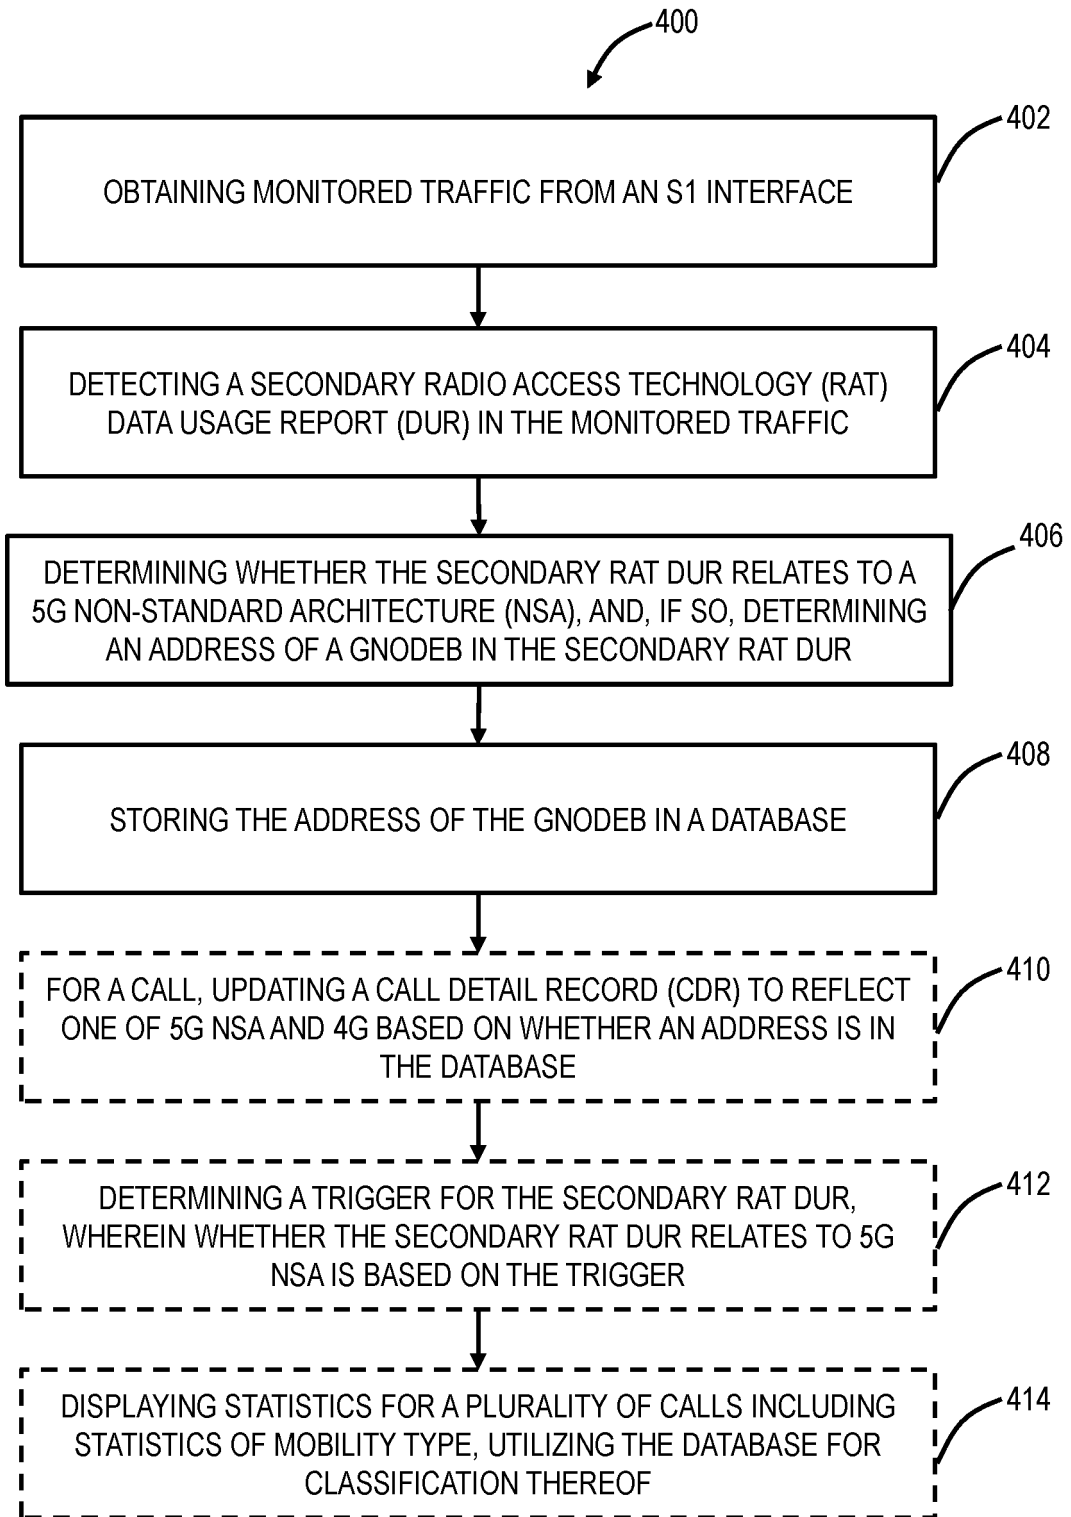 400
402
OBTAINING MONITORED TRAFFIC FROM AN S1 INTERFACE
404
DETECTING A SECONDARY RADIO ACCESS TECHNOLOGY (RAT)
DATA USAGE REPORT (DUR) IN THE MONITORED TRAFFIC
406
DETERMINING WHETHER THE SECONDARY RAT DUR RELATES TO A
5G NON-STANDARD ARCHITECTURE (NSA), AND, IF SO, DETERMINING
AN ADDRESS OF A GNODEB IN THE SECONDARY RAT DUR
408
STORING THE ADDRESS OF THE GNODEB IN A DATABASE
410
FOR A CALL, UPDATING A CALL DETAIL RECORD (CDR) TO REFLECT
ONE OF 5G NSA AND 4G BASED ON WHETHER AN ADDRESS IS IN
THE DATABASE
412
DETERMINING A TRIGGER FOR THE SECONDARY RAT DUR,
WHEREIN WHETHER THE SECONDARY RAT DUR RELATES TO 5G
NSA IS BASED ON THE TRIGGER
414
DISPLAYING STATISTICS FOR A PLURALITY OF CALLS INCLUDING
STATISTICS OF MOBILITY TYPE, UTILIZING THE DATABASE FOR
CLASSIFICATION THEREOF